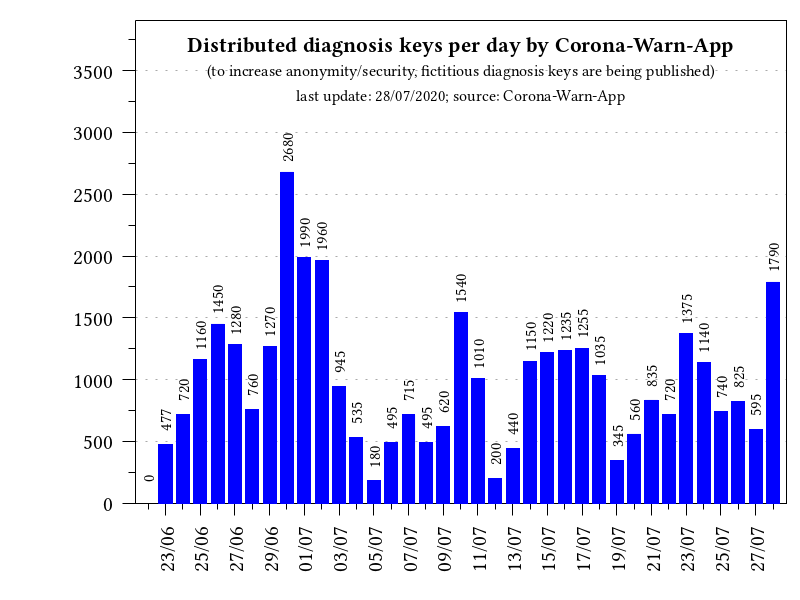 Distributed diagnosis keys per day by Corona-Warn-App
(to increase anonymity/security, fictitious diagnosis keys are being published)
last update: 28/07/2020; source: Corona-Warn-App
3500
3000
2500
2000
1500
1000
500
0
0 477 720 1160 1450 1280 760 1270 2680 1990 1960 945 535 180 495 715 495 620 1540 1010 200 440 1150 1220 1235 1255 1035 345 560 835 720 1375 1140 740 825 595 1790
23/06 25/06 27/06 29/06 01/07 03/07 05/07 07/07 09/07 11/07 13/07 15/07 17/07 19/07 21/07 23/07 25/07 27/07